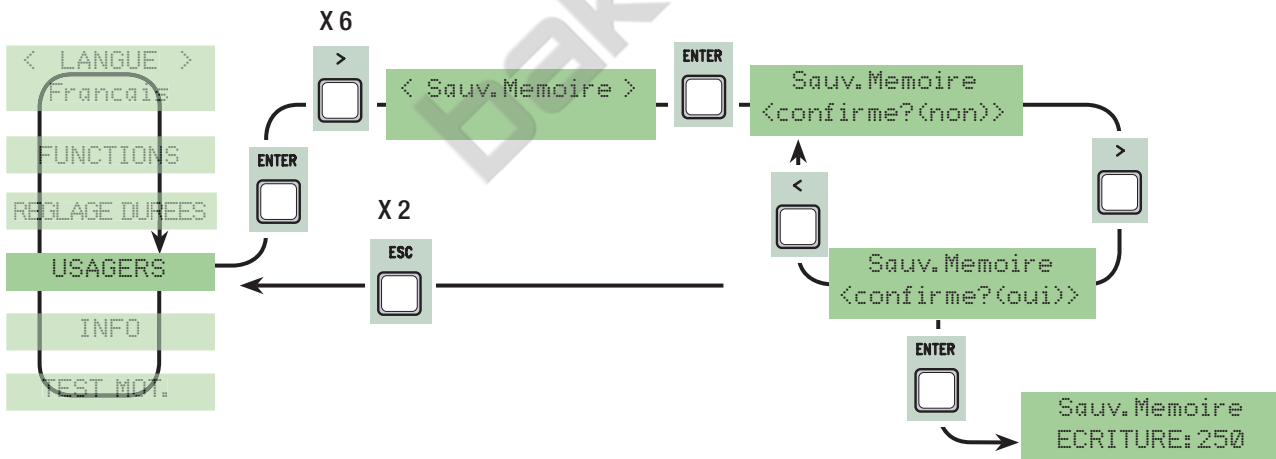 X 6
>
ENTER
< LANGUE >
Francais
FUNCTIONS
REGLAGE DUREES
USAGERS
INFO
TEST MOT.
ENTER
< Sauv.Memoire >
Sauv.Memoire
<confirme?(non)>
>
<
X 2
ESC
Sauv.Memoire
<confirme?(oui)>
ENTER
Sauv.Memoire
ECRITURE:250
bak